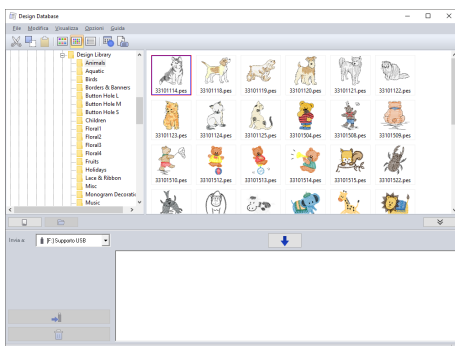 Design Database
File Modifica Visualizza Opzioni Guida
Design Library
Animals
Aquatic
Birds
Borders & Banners
Button Hole L
Button Hole M
Button Hole S
Children
Floral1
Floral2
Floral3
Floral4
Fruits
Holidays
Lace & Ribbon
Misc
Monogram Decorati
Music
33101114.pes 33101118.pes 33101119.pes 33101120.pes 33101121.pes 33101122.pes
33101123.pes 33101124.pes 33101125.pes 33101504.pes 33101508.pes 33101509.pes
33101510.pes 33101512.pes 33101513.pes 33101514.pes 33101515.pes 33101522.pes
Invia a: [F:] Supporto USB